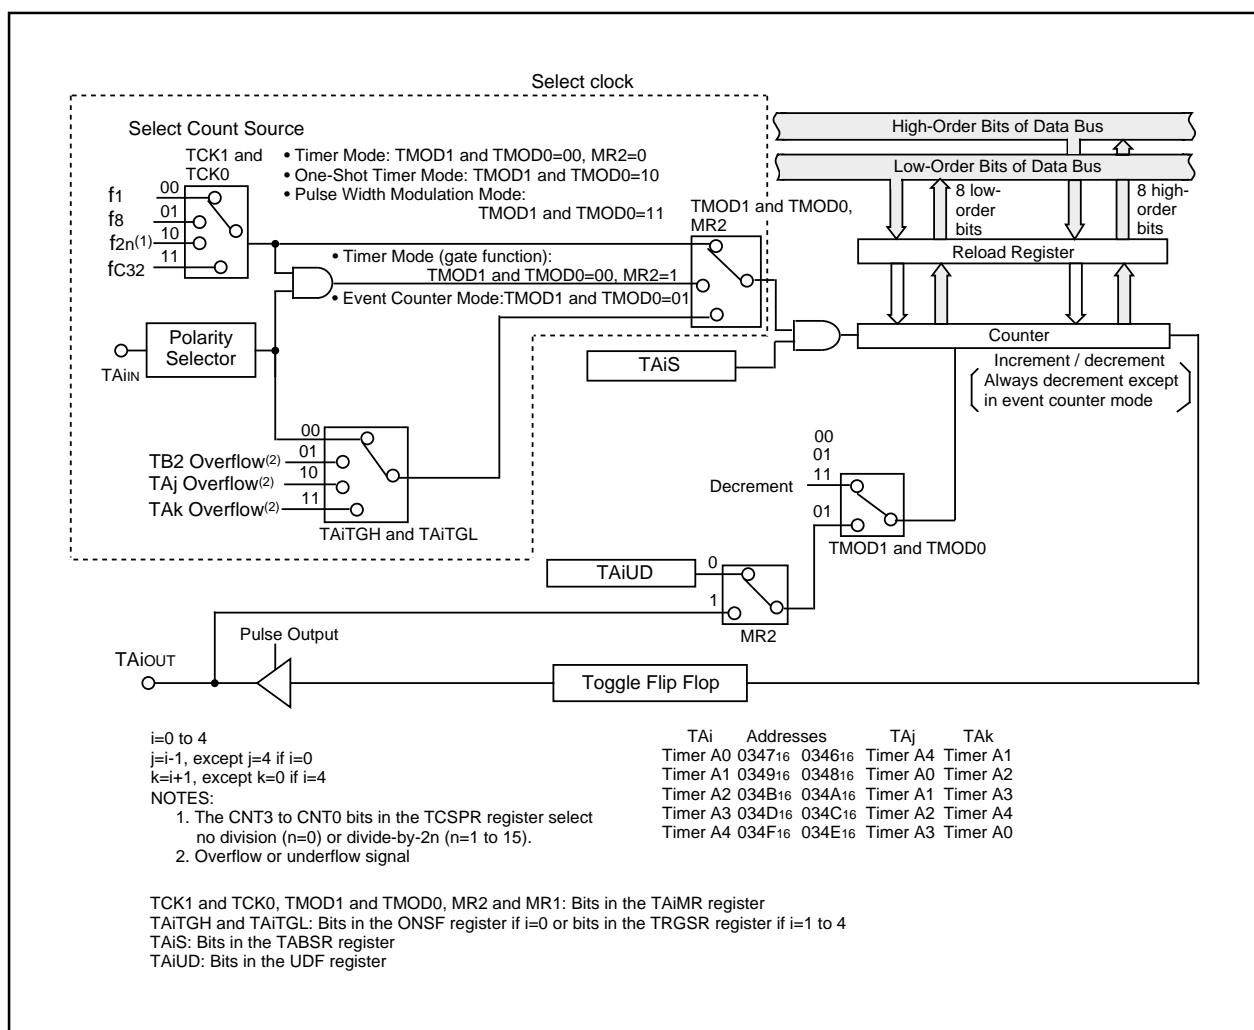 Select clock
Select Count Source
TCK1 and
TCK0
• Timer Mode: TMOD1 and TMOD0=00, MR2=0
• One-Shot Timer Mode: TMOD1 and TMOD0=10
• Pulse Width Modulation Mode:
TMOD1 and TMOD0=11
f1
00
f8
01
f2n(1)
10
fC32
11
TMOD1 and TMOD0,
MR2
• Timer Mode (gate function):
TMOD1 and TMOD0=00, MR2=1
• Event Counter Mode:TMOD1 and TMOD0=01
High-Order Bits of Data Bus
Low-Order Bits of Data Bus
8 low-
order
bits
8 high-
order
bits
Reload Register
Counter
Increment / decrement
Always decrement except
in event counter mode
Polarity
Selector
TAiIN
TAiS
00
TB2 Overflow(2)
01
TAj Overflow(2)
10
TAk Overflow(2)
11
TAiTGH and TAiTGL
00
01
11
Decrement
01
TMOD1 and TMOD0
TAiUD
0
1
MR2
Pulse Output
TAiOUT
Toggle Flip Flop
i=0 to 4
j=i-1, except j=4 if i=0
k=i+1, except k=0 if i=4
NOTES:
1. The CNT3 to CNT0 bits in the TCSPR register select
no division (n=0) or divide-by-2n (n=1 to 15).
2. Overflow or underflow signal
TAi Addresses TAj TAk
Timer A0 034716 034616 Timer A4 Timer A1
Timer A1 034916 034816 Timer A0 Timer A2
Timer A2 034B16 034A16 Timer A1 Timer A3
Timer A3 034D16 034C16 Timer A2 Timer A4
Timer A4 034F16 034E16 Timer A3 Timer A0
TCK1 and TCK0, TMOD1 and TMOD0, MR2 and MR1: Bits in the TAiMR register
TAiTGH and TAiTGL: Bits in the ONSF register if i=0 or bits in the TRGSR register if i=1 to 4
TAiS: Bits in the TABSR register
TAiUD: Bits in the UDF register